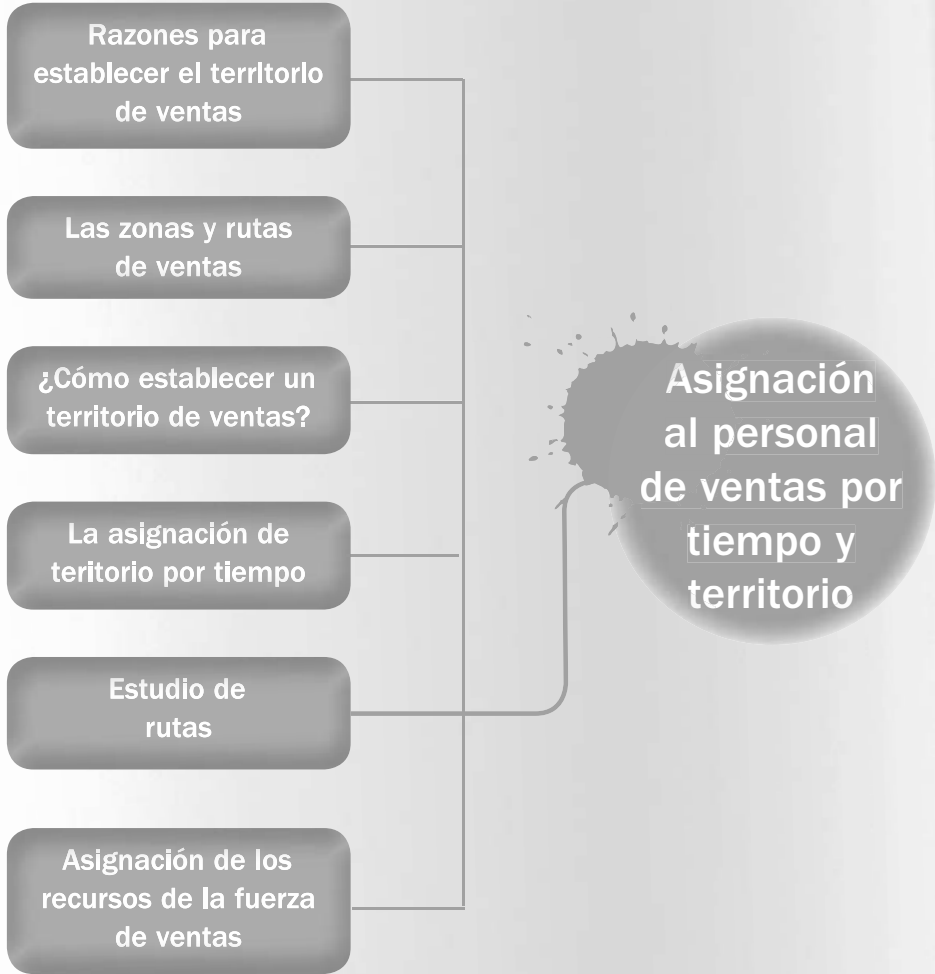 Razones para
establecer el terrltorlo
de ventas
Las zonas y rutas
de ventas
¿Cómo establecer un
territorio de ventas?
La asignación de
teritorio por tiempo
Estudio de
rutas
Asignación de los
recursos de la fuerza
de ventas
Asignación
al personal
de ventas por
tiempo y
territorio